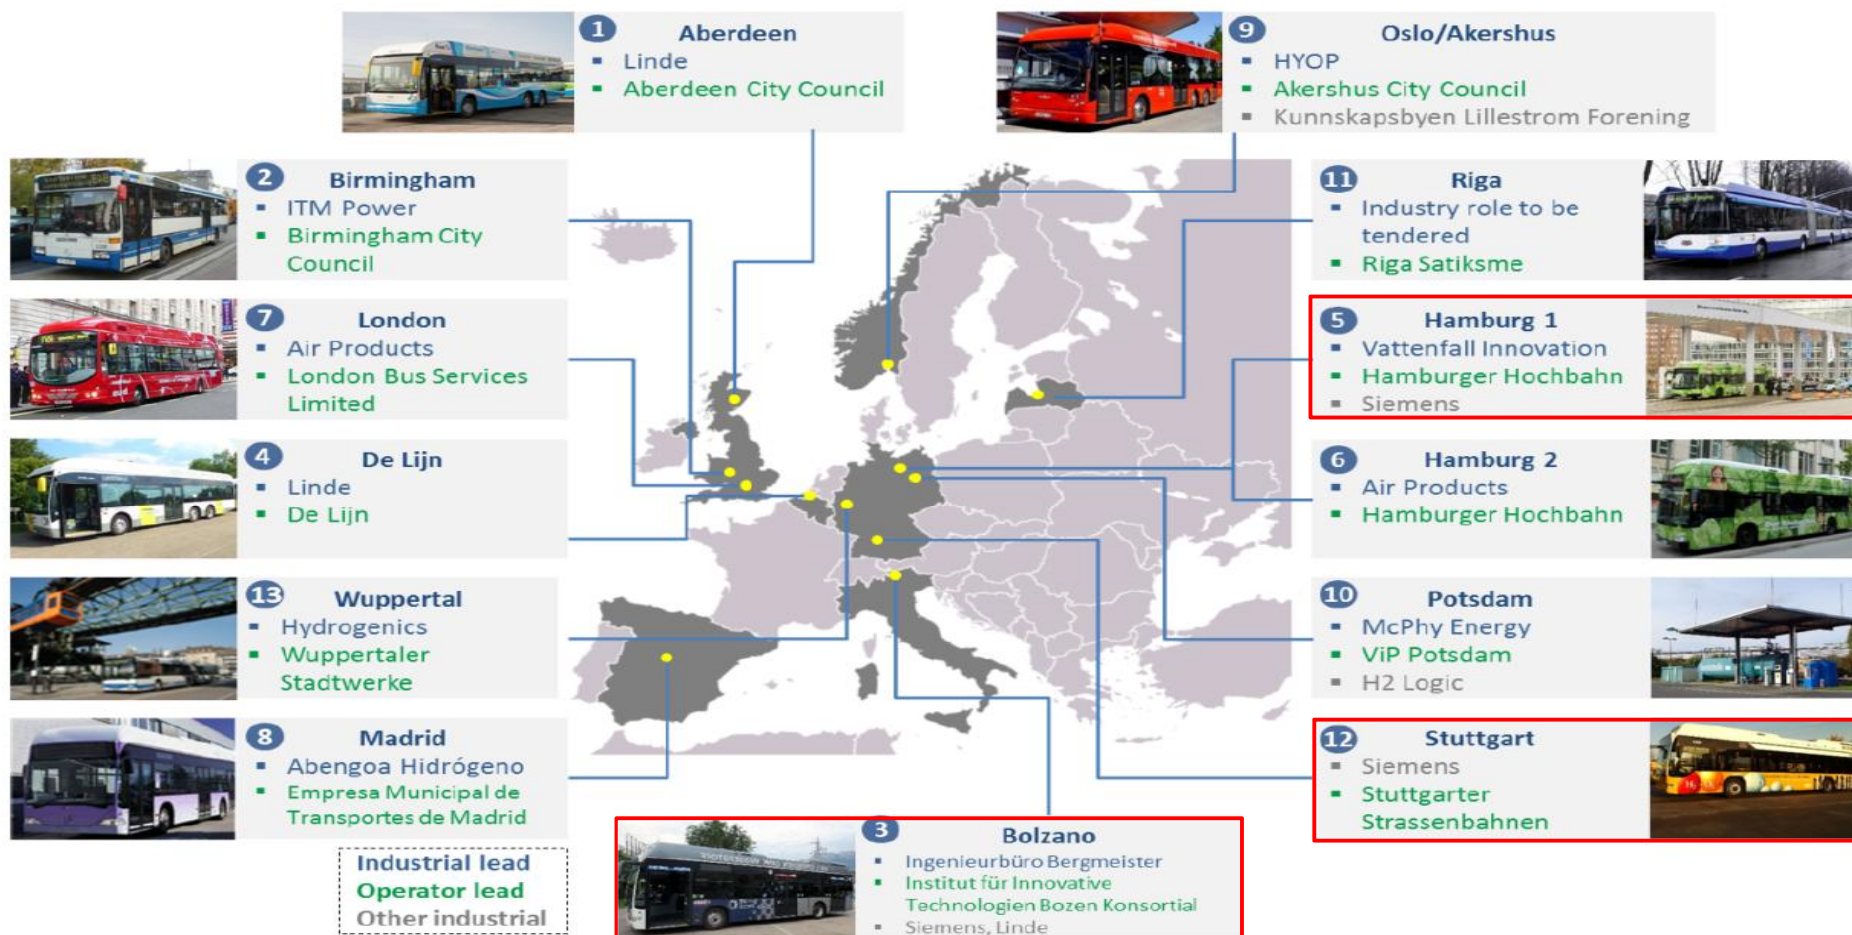 1 Aberdeen
Linde
Aberdeen City Council
9 Oslo/Akershus
HYOP
Akershus City Council
Kunnskapsbyen Lillestrom Forening
2 Birmingham
ITM Power
Birmingham City
Council
11 Riga
Industry role to be
tendered
Riga Satiksme
7 London
Air Products
London Bus Services
Limited
5 Hamburg 1
Vattenfall Innovation
Hamburger Hochbahn
Siemens
4 De Lijn
Linde
De Lijn
6 Hamburg 2
Air Products
Hamburger Hochbahn
13 Wuppertal
Hydrogenics
Wuppertaler
Stadtwerke
10 Potsdam
McPhy Energy
ViP Potsdam
H2 Logic
8 Madrid
Abengoa Hidrógeno
Empresa Municipal de
Transportes de Madrid
12 Stuttgart
Siemens
Stuttgarter
Strassenbahnen
3 Bolzano
Ingenieurbüro Bergmeister
Institut für Innovative
Technologien Bozen Konsortial
Siemens, Linde
Industrial lead
Operator lead
Other industrial